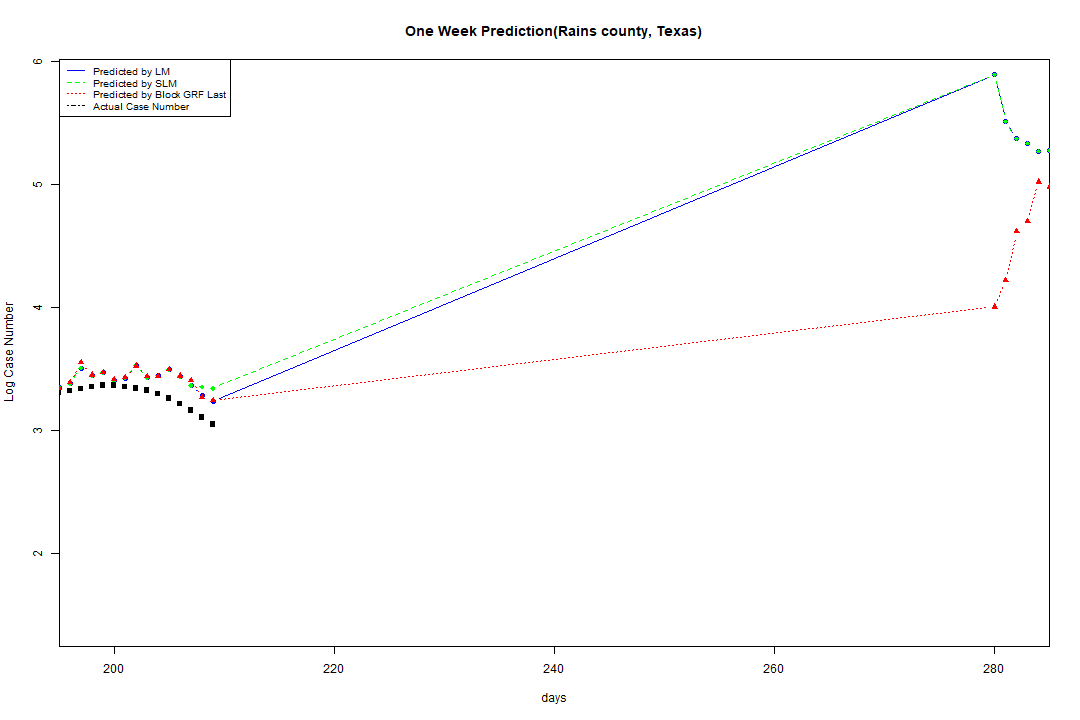 One Week Prediction(Rains county, Texas)
Predicted by LM
Predicted by SLM
Predicted by Block GRF Last
Actual Case Number
6
5
4
3
2
Log Case Number
200 220 240 260 280
days